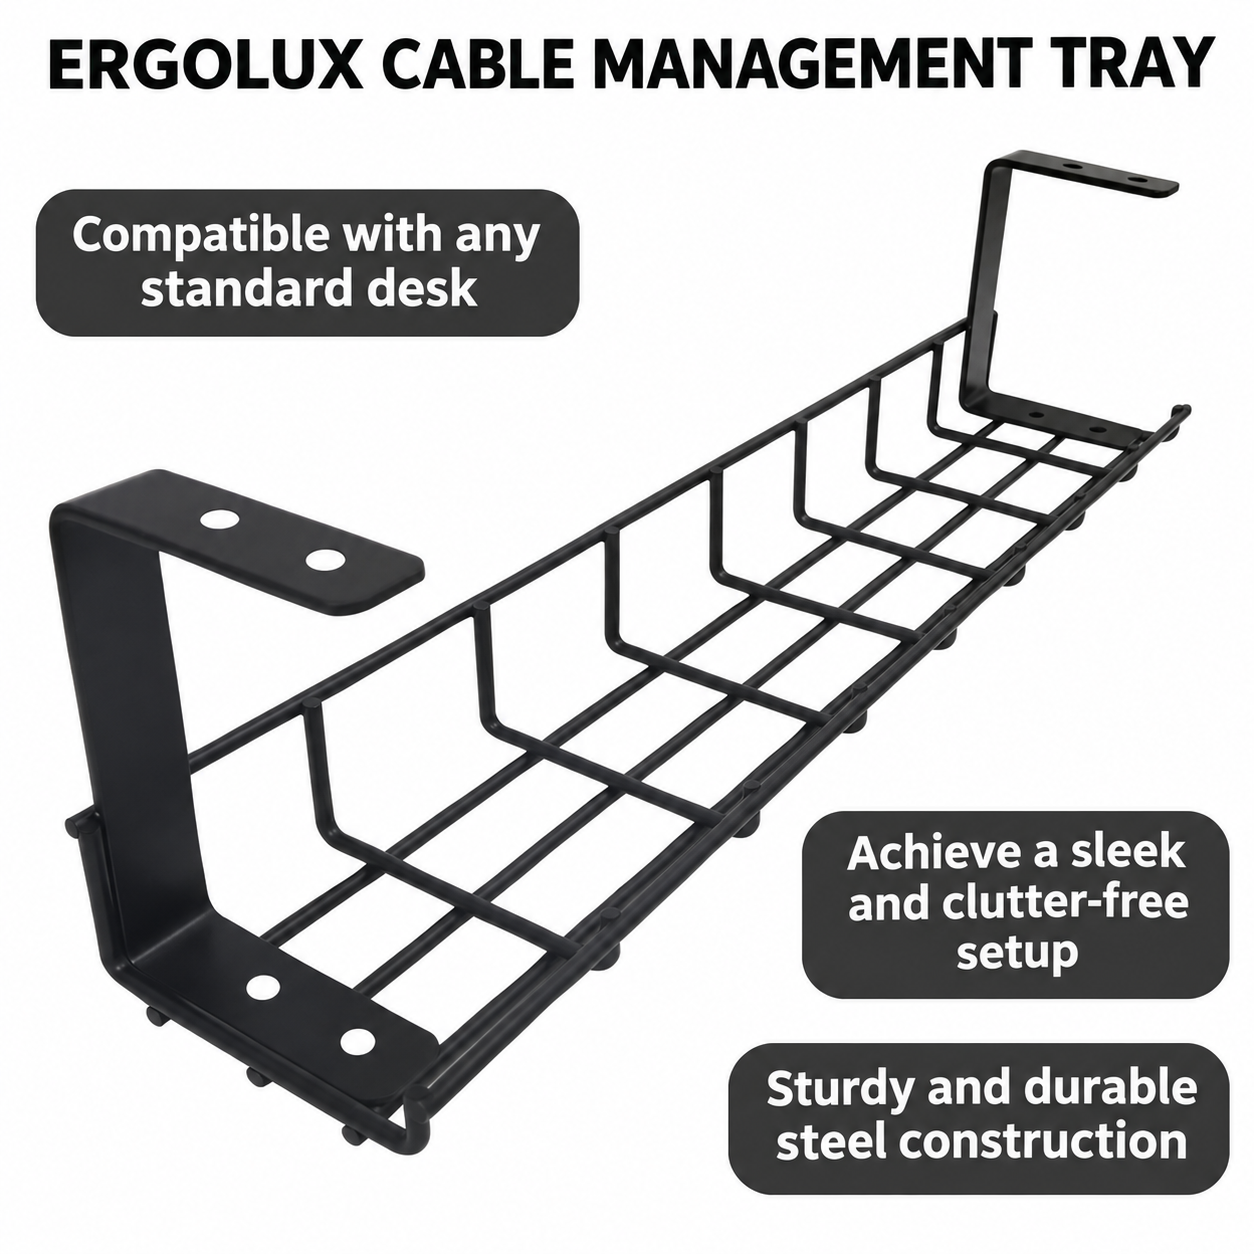 ERGOLUX CABLE MANAGEMENT TRAY
Compatible with any
standard desk
Achieve a sleek
and clutter-free
setup
Sturdy and durable
steel construction